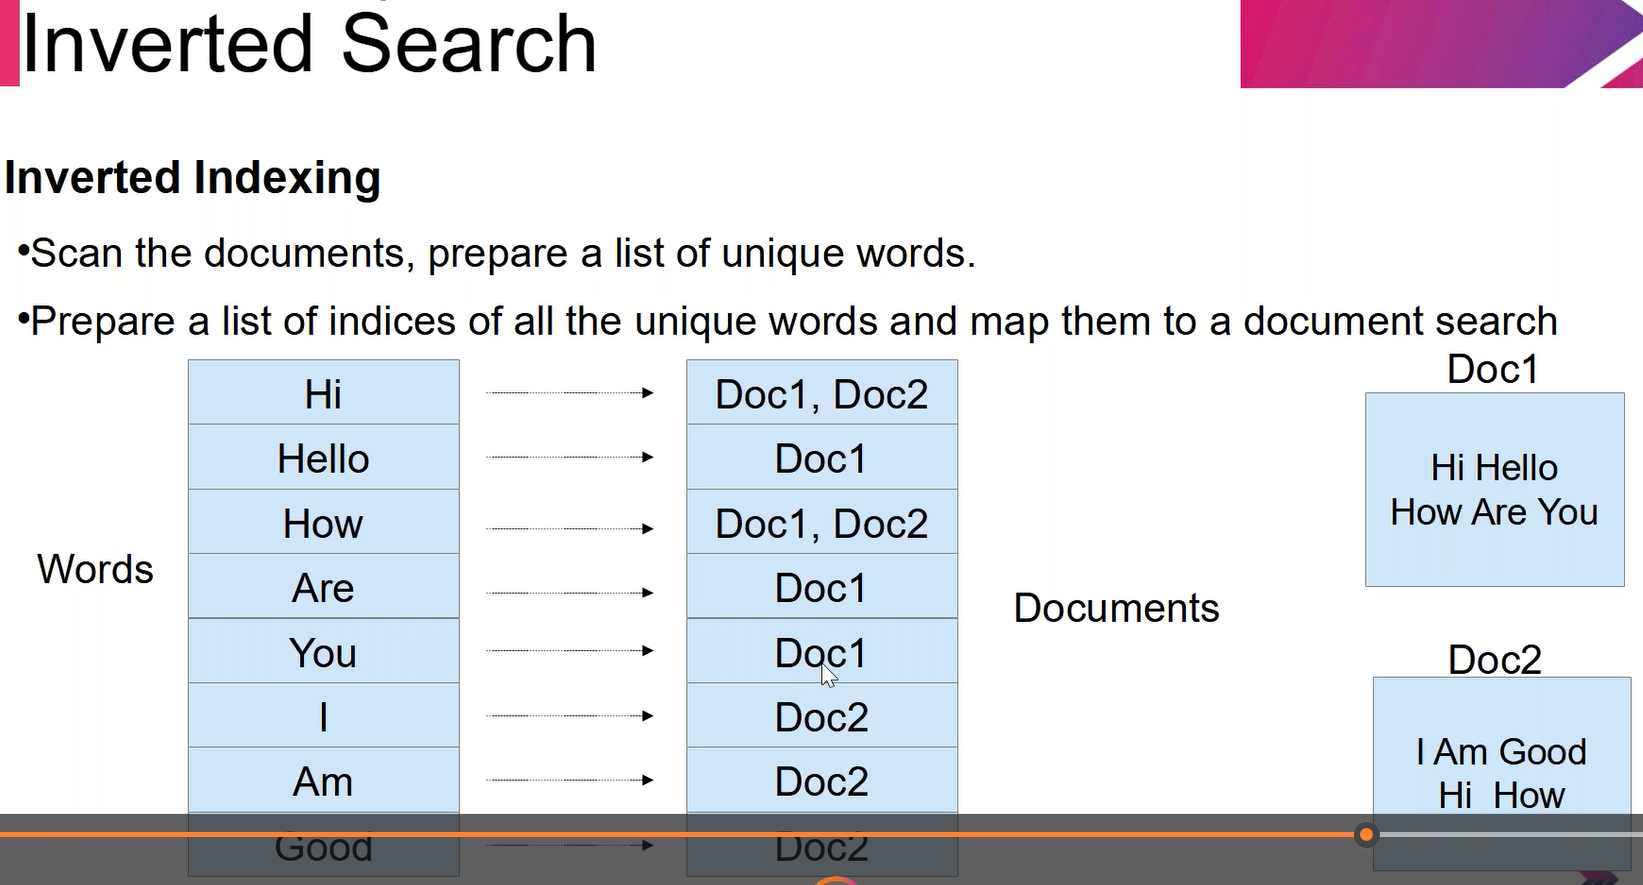 Inverted Search
Inverted Indexing
•Scan the documents, prepare a list of unique words.
•Prepare a list of indices of all the unique words and map them to a document search
Words
Hi
Hello
How
Are
You
I
Am
Good
Doc1, Doc2
Doc1
Doc1, Doc2
Doc1
Doc1
Doc2
Doc2
Doc2
Documents
Doc1
Hi Hello
How Are You
Doc2
I Am Good
Hi How